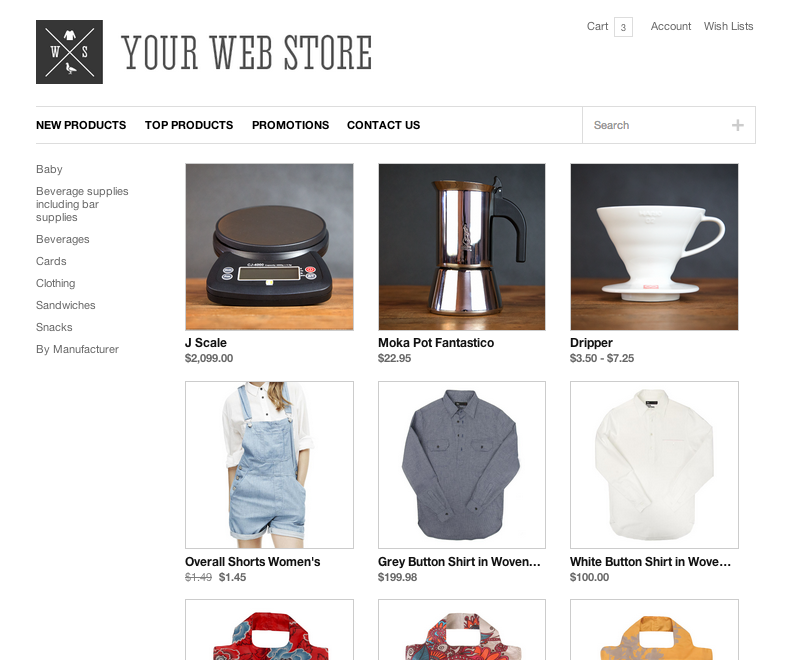 W S
YOUR WEB STORE
Cart 3 Account Wish Lists
NEW PRODUCTS TOP PRODUCTS PROMOTIONS CONTACT US
Search +
Baby
Beverage supplies
including bar
supplies
Beverages
Cards
Clothing
Sandwiches
Snacks
By Manufacturer
CJ-4000
J Scale
$2,099.00
Moka Pot Fantastico
$22.95
Dripper
$3.50 - $7.25
Overall Shorts Women's
$1.49 $1.45
Grey Button Shirt in Woven...
$199.98
White Button Shirt in Wove...
$100.00